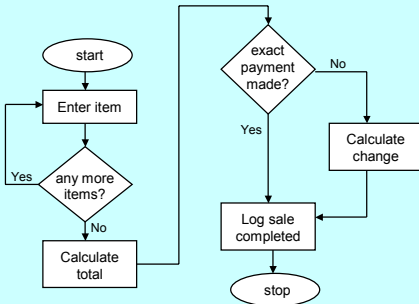 start
Enter item
Yes
any more
items?
No
Calculate
total
exact
payment
made?
No
Yes
Calculate
change
Log sale
completed
stop